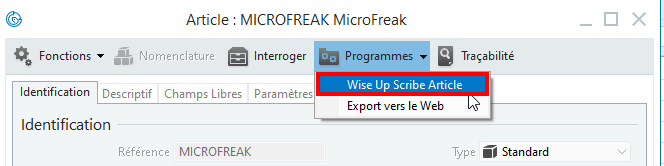 Article : MICROFREAK MicroFreak
Fonctions Nomenclature Interroger Programmes Traçabilité
Wise Up Scribe Article
Export vers le Web
Identification Descriptif Champs Libres Paramètres
Identification
Référence MICROFREAK Type Standard